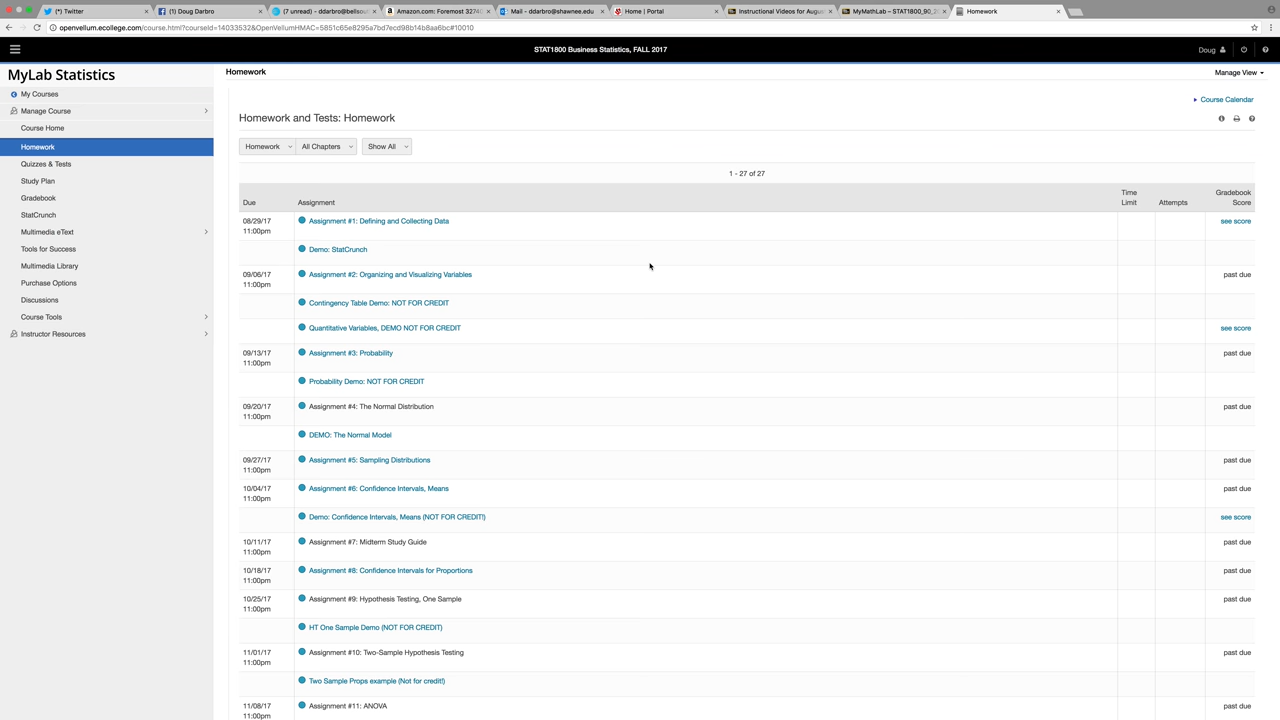 (*) Twitter
(1) Doug Darbro
(7 unread) - ddarbro@bellso
Amazon.com: Foremost 3274
Mail - ddarbro@shawnee.edu
Home | Portal
Instructional Videos for Augus
MyMathLab – STAT1800_90_2
Homework
openvellum.ecollege.com/course.html?courseId=14033532&OpenVellumHMAC=5851c65e8295a7bd7ecd98b14b8aa6bc#10010
STAT1800 Business Statistics, FALL 2017
Doug
MyLab Statistics
Homework
Manage View
My Courses
Manage Course
Course Home
Homework
Quizzes & Tests
Study Plan
Gradebook
StatCrunch
Multimedia eText
Tools for Success
Multimedia Library
Purchase Options
Discussions
Course Tools
Instructor Resources
Course Calendar
Homework and Tests: Homework
Homework All Chapters Show All
1 - 27 of 27
Due Assignment Time Limit Attempts Gradebook Score
08/29/17 11:00pm Assignment #1: Defining and Collecting Data see score
Demo: StatCrunch
09/06/17 11:00pm Assignment #2: Organizing and Visualizing Variables past due
Contingency Table Demo: NOT FOR CREDIT
Quantitative Variables, DEMO NOT FOR CREDIT see score
09/13/17 11:00pm Assignment #3: Probability past due
Probability Demo: NOT FOR CREDIT
09/20/17 11:00pm Assignment #4: The Normal Distribution past due
DEMO: The Normal Model
09/27/17 11:00pm Assignment #5: Sampling Distributions past due
10/04/17 11:00pm Assignment #6: Confidence Intervals, Means past due
Demo: Confidence Intervals, Means (NOT FOR CREDIT!) see score
10/11/17 11:00pm Assignment #7: Midterm Study Guide past due
10/18/17 11:00pm Assignment #8: Confidence Intervals for Proportions past due
10/25/17 11:00pm Assignment #9: Hypothesis Testing, One Sample past due
HT One Sample Demo (NOT FOR CREDIT)
11/01/17 11:00pm Assignment #10: Two-Sample Hypothesis Testing past due
Two Sample Props example (Not for credit!)
11/08/17 11:00pm Assignment #11: ANOVA past due